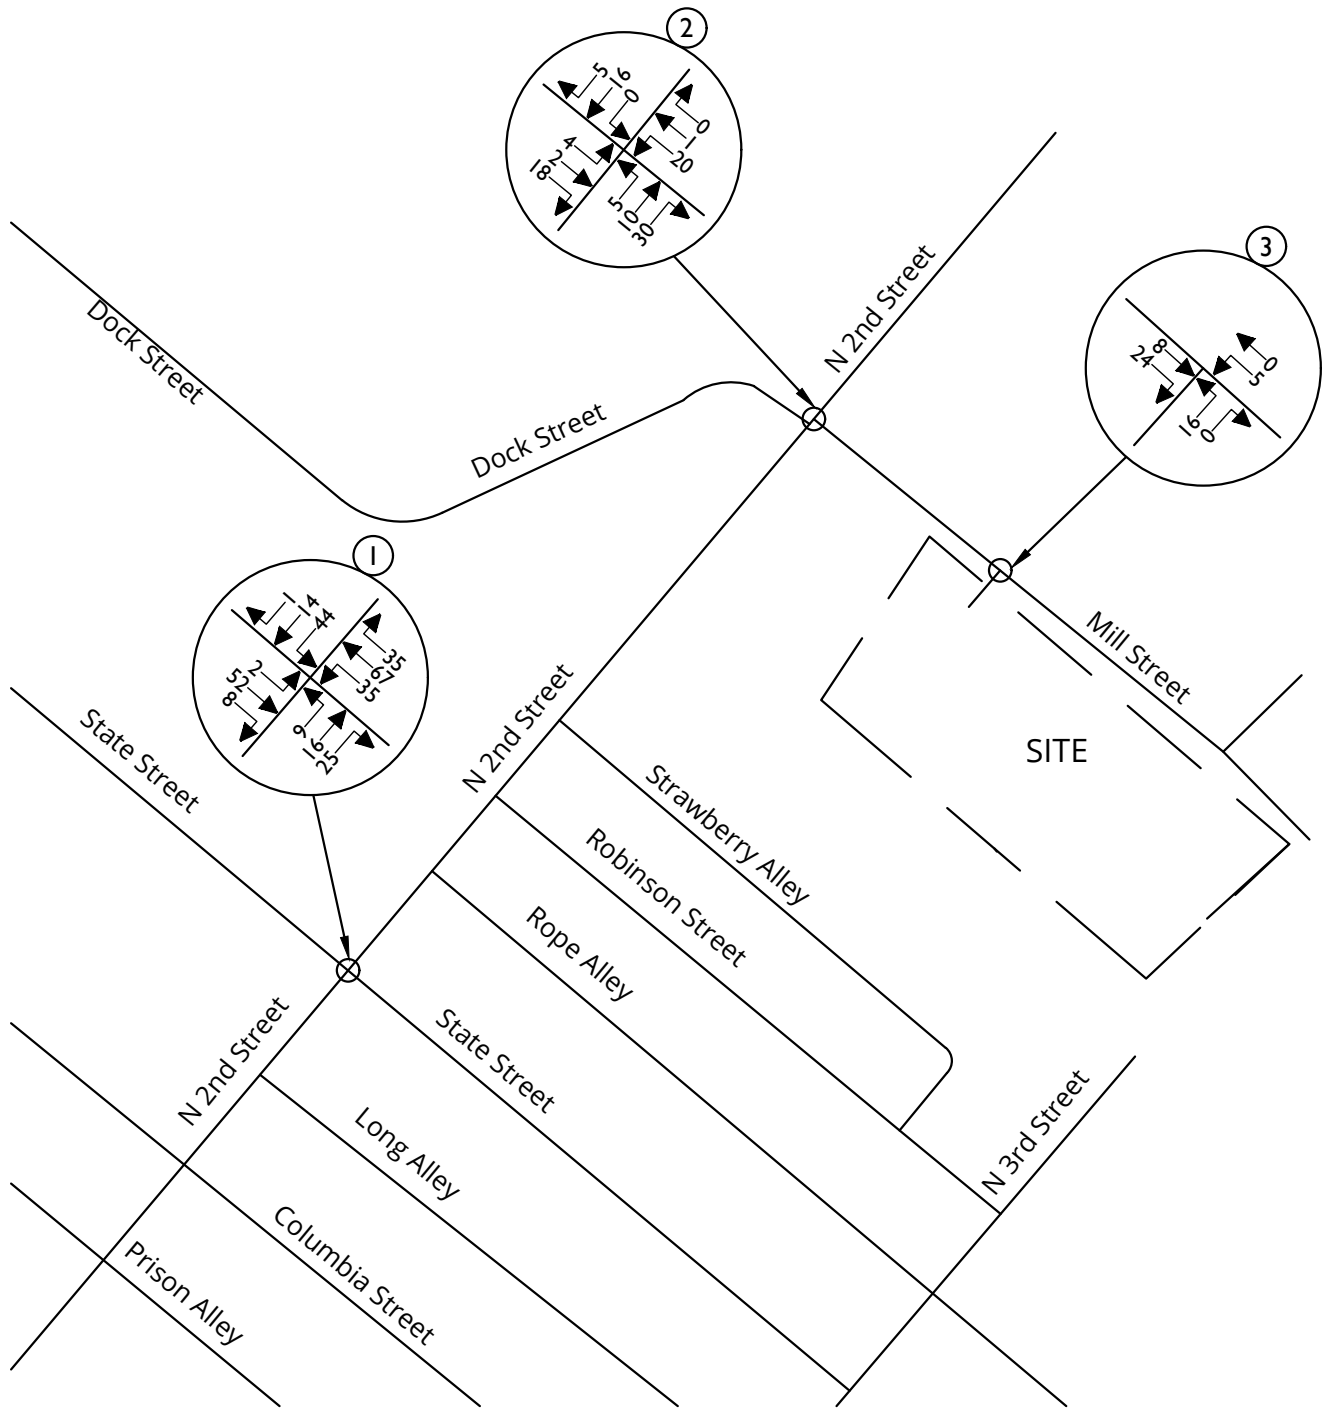 2
5
16
0
0
1
20
4
2
18
5
10
30
3
8
24
0
5
16
0
N 2nd Street
Dock Street
Dock Street
1
1
14
44
35
67
35
2
52
8
9
16
25
N 2nd Street
State Street
Mill Street
SITE
Strawberry Alley
Robinson Street
Rope Alley
State Street
N 2nd Street
Long Alley
N 3rd Street
Columbia Street
Prison Alley